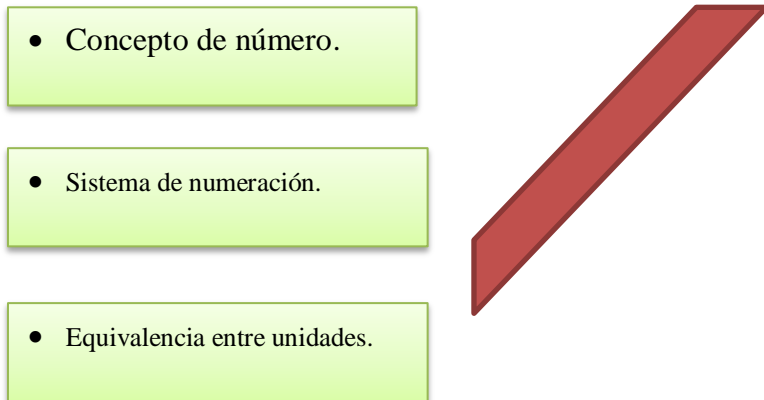 • Concepto de número.
• Sistema de numeración.
• Equivalencia entre unidades.